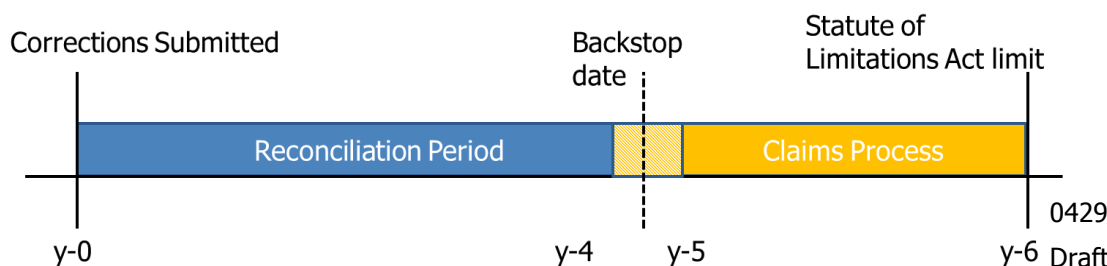 Corrections Submitted
Backstop
date
Statute of
Limitations Act limit
Reconciliation Period
Claims Process
y-0
y-4
y-5
y-6
0429
Draft